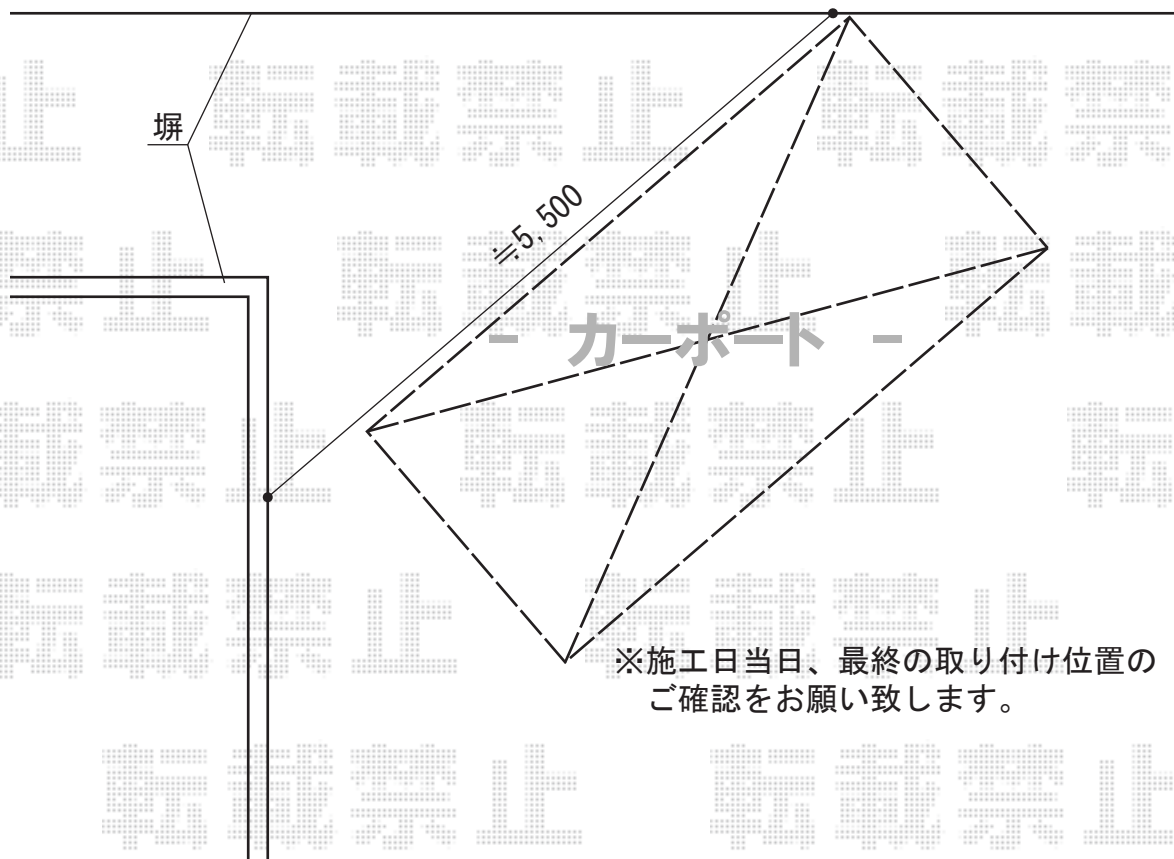 塀
≒5,500
- カーポート -
※施工日当日、最終の取り付け位置の
ご確認をお願い致します。
転載禁止